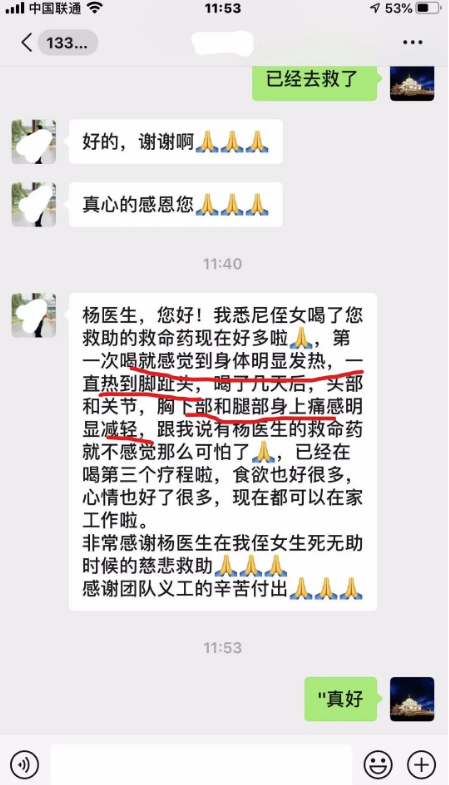 中国联通
11:53
53%
133...
已经去救了
好的，谢谢啊🙏🙏🙏
真心的感恩您🙏🙏🙏
11:40
杨医生，您好！我悉尼侄女喝了您
救助的救命药现在好多啦🙏，第
一次喝就感觉到身体明显发热，一
直热到脚趾头，喝了几天后，头部
和关节，胸下部和腿部身上痛感明
显减轻，跟我说有杨医生的救命药
就不感觉那么可怕了🙏，已经在
喝第三个疗程啦，食欲也好很多，
心情也好了很多，现在都可以在家
工作啦。
非常感谢杨医生在我侄女生死无助
时候的慈悲救助🙏🙏🙏
感谢团队义工的辛苦付出🙏🙏🙏
11:53
"真好